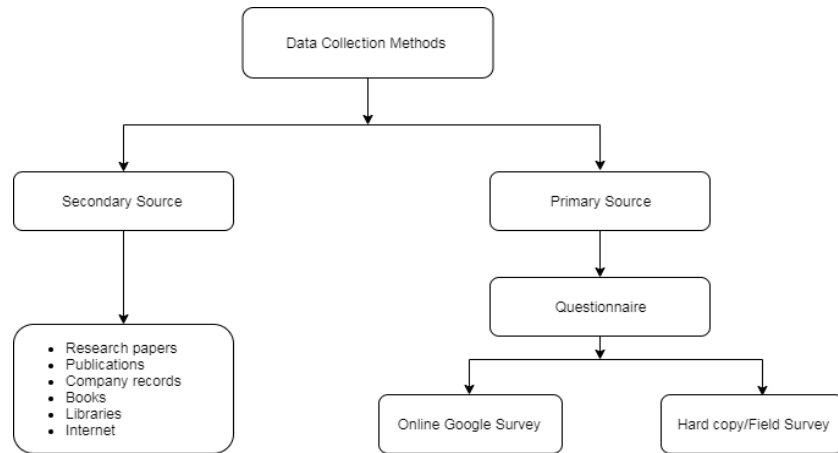 Data Collection Methods
Secondary Source
Primary Source
Questionnaire
• Research papers
• Publications
• Company records
• Books
• Libraries
• Internet
Online Google Survey
Hard copy/Field Survey